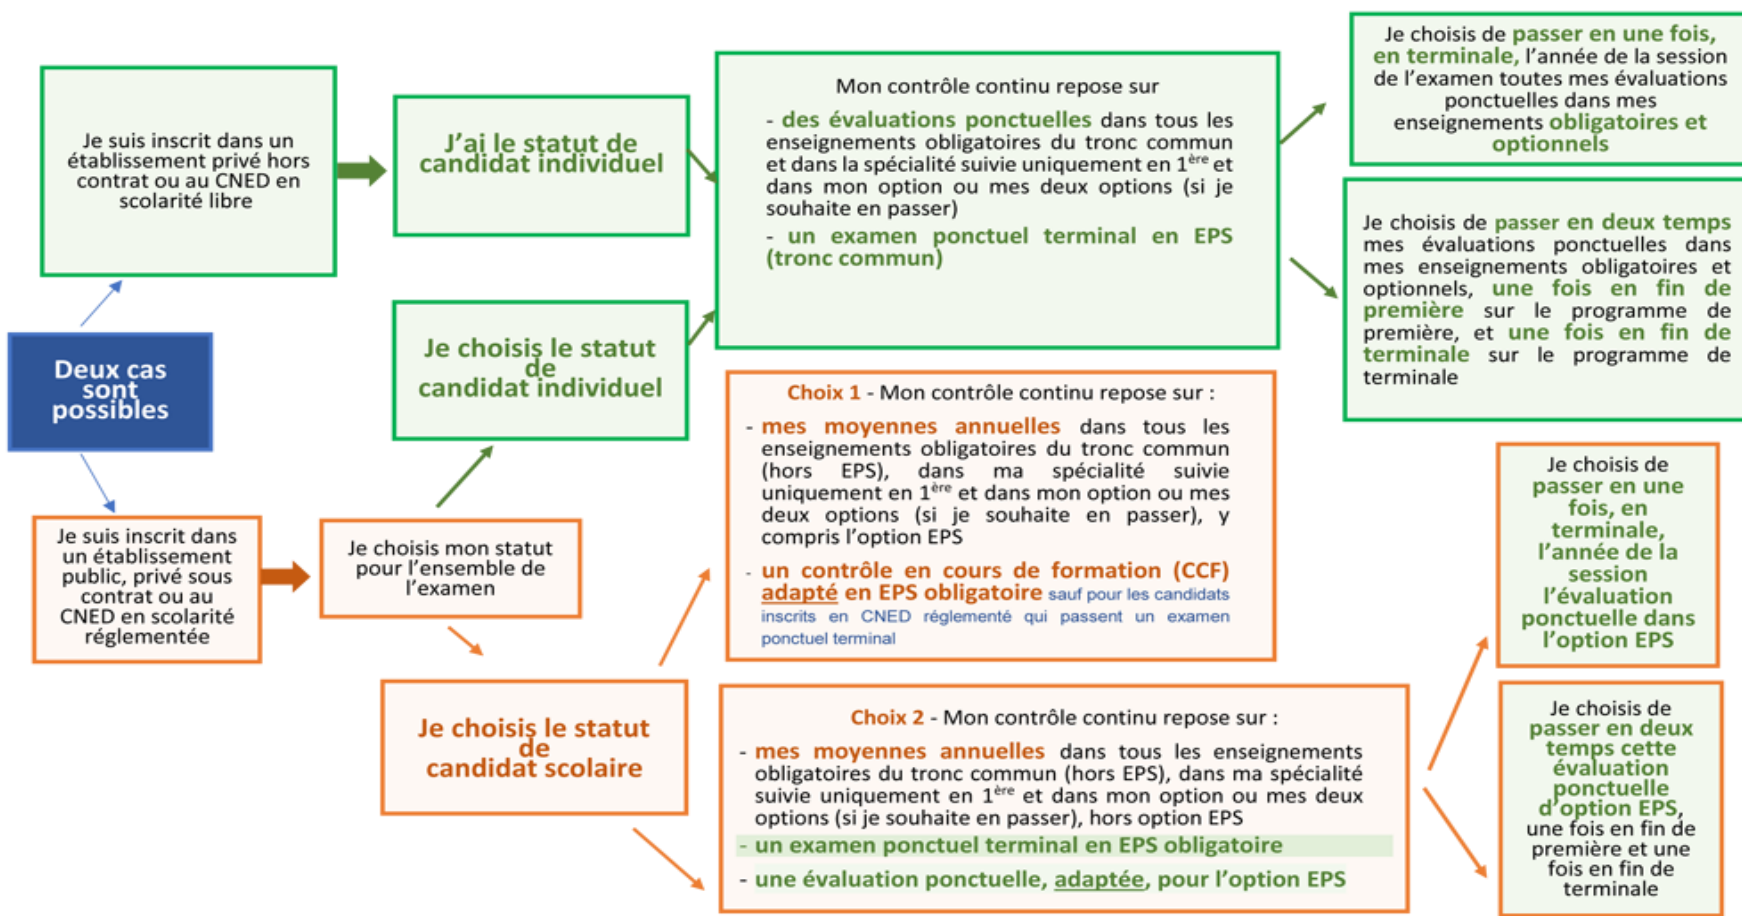 Deux cas
sont
possibles
Je suis inscrit dans un
établissement privé hors
contrat ou au CNED en
scolarité libre
J’ai le statut de
candidat individuel
Mon contrôle continu repose sur
- des évaluations ponctuelles dans tous les
enseignements obligatoires du tronc commun
et dans la spécialité suivie uniquement en 1ère et
dans mon option ou mes deux options (si je
souhaite en passer)
- un examen ponctuel terminal en EPS
(tronc commun)
Je choisis de passer en une fois,
en terminale, l’année de la session
de l’examen toutes mes évaluations
ponctuelles dans mes
enseignements obligatoires et
optionnels
Je choisis de passer en deux temps
mes évaluations ponctuelles dans
mes enseignements obligatoires et
optionnels, une fois en fin de
première sur le programme de
première, et une fois en fin de
terminale sur le programme de
terminale
Je choisis le statut
de
candidat individuel
Je suis inscrit dans
un établissement
public, privé sous
contrat ou au
CNED en scolarité
réglementée
Je choisis mon statut
pour l’ensemble de
l’examen
Je choisis le statut
de
candidat scolaire
Choix 1 - Mon contrôle continu repose sur :
- mes moyennes annuelles dans tous les
enseignements obligatoires du tronc commun
(hors EPS), dans ma spécialité suivie
uniquement en 1ère et dans mon option ou mes
deux options (si je souhaite en passer), y
compris l’option EPS
- un contrôle en cours de formation (CCF)
adapté en EPS obligatoire sauf pour les candidats
inscrits en CNED réglementé qui passent un examen
ponctuel terminal
Choix 2 - Mon contrôle continu repose sur :
- mes moyennes annuelles dans tous les enseignements
obligatoires du tronc commun (hors EPS), dans ma spécialité
suivie uniquement en 1ère et dans mon option ou mes deux
options (si je souhaite en passer), hors option EPS
- un examen ponctuel terminal en EPS obligatoire
- une évaluation ponctuelle, adaptée, pour l’option EPS
Je choisis de
passer en une
fois, en
terminale,
l’année de la
session
l’évaluation
ponctuelle dans
l’option EPS
Je choisis de
passer en deux
temps cette
évaluation
ponctuelle
d’option EPS,
une fois en fin de
première et une
fois en fin de
terminale